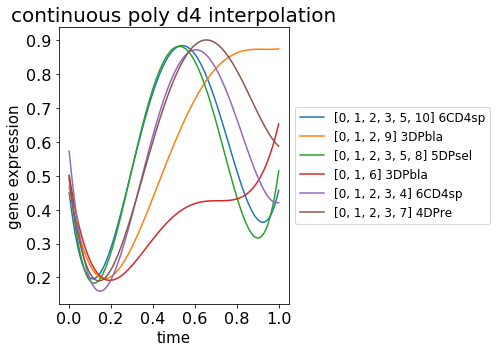 continuous poly d4 interpolation
gene expression
0.9
0.8
0.7
0.6
0.5
0.4
0.3
0.2
0.0 0.2 0.4 0.6 0.8 1.0
time
[0, 1, 2, 3, 5, 10] 6CD4sp
[0, 1, 2, 9] 3DPbla
[0, 1, 2, 3, 5, 8] 5DPsel
[0, 1, 6] 3DPbla
[0, 1, 2, 3, 4] 6CD4sp
[0, 1, 2, 3, 7] 4DPre